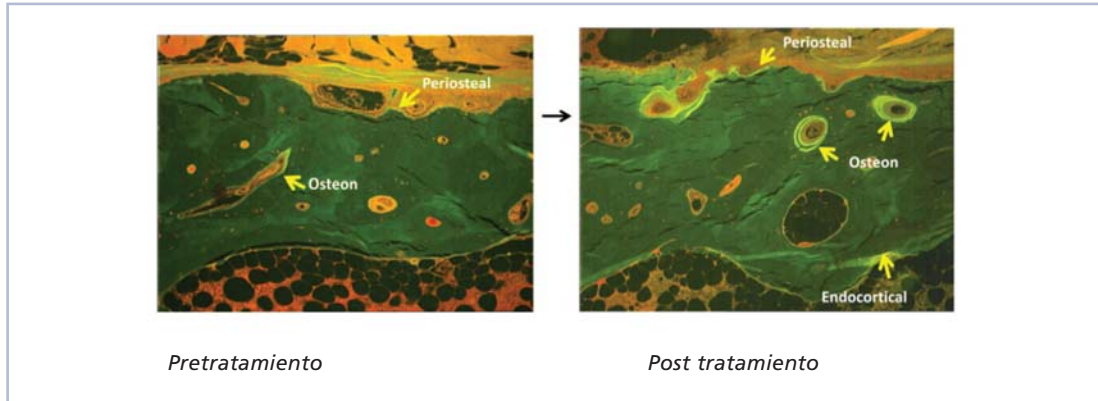 Periosteal
Osteon
Periosteal
Osteon
Endocortical
Pretratamiento
Post tratamiento